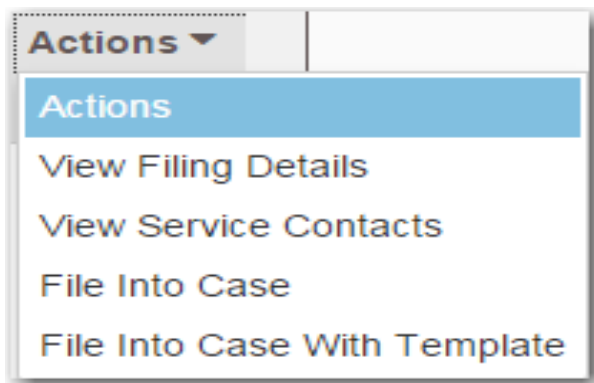 Actions
Actions
View Filing Details
View Service Contacts
File Into Case
File Into Case With Template